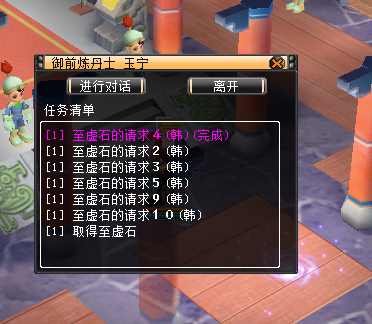 御前炼丹士 玉宁
进行对话 离开
任务清单
[1] 至虚石的请求４(韩)(完成)
[1] 至虚石的请求２(韩)
[1] 至虚石的请求３(韩)
[1] 至虚石的请求５(韩)
[1] 至虚石的请求９(韩)
[1] 至虚石的请求１０(韩)
[1] 取得至虚石